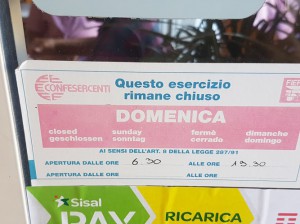 CONFESERCENTI
Questo esercizio
rimane chiuso
DOMENICA
closed sunday fermé dimanche
geschlossen sonntag cerrado domingo
AI SENSI DELL'ART. 8 DELLA LEGGE 287/91
APERTURA DALLE ORE 6.30 ALLE ORE 19.30
APERTURA DALLE ORE ALLE ORE
Sisal
PAY RICARICA